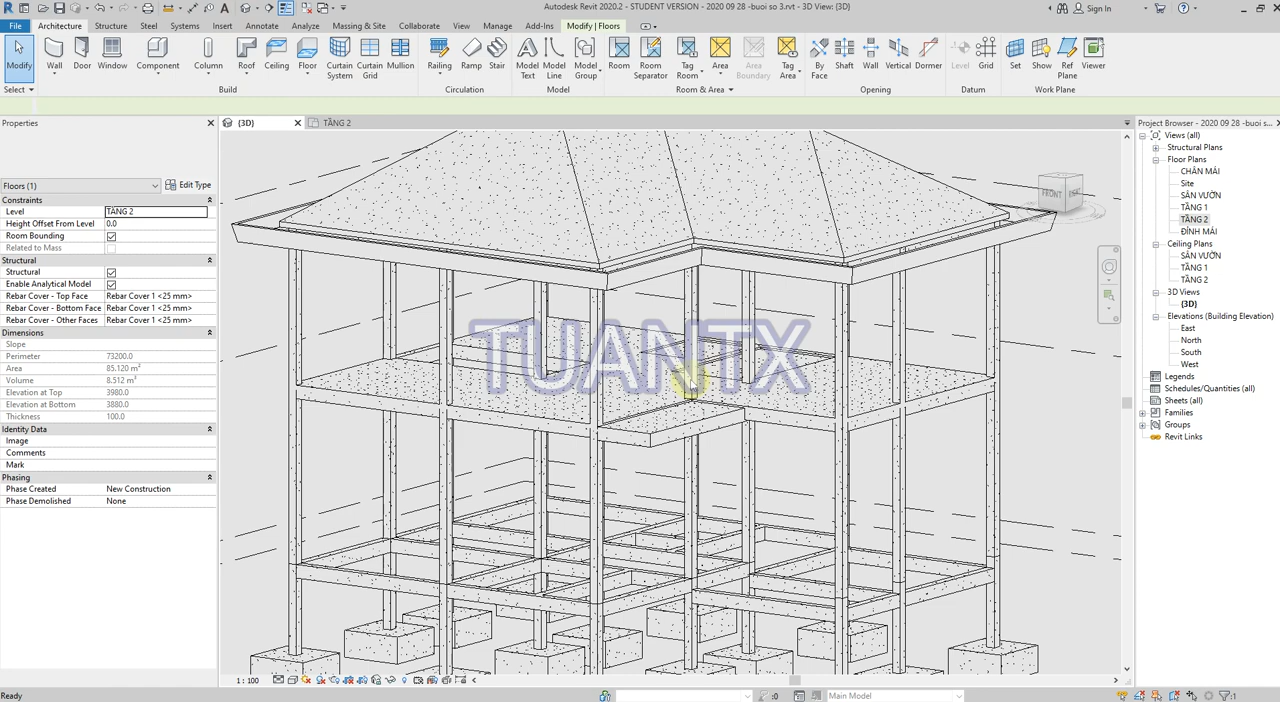 Autodesk Revit 2020.2 - STUDENT VERSION - 2020 09 28 -buoi so 3.rvt - 3D View: {3D}
Sign In
File Architecture Structure Steel Systems Insert Annotate Analyze Massing & Site Collaborate View Manage Add-Ins Modify | Floors
Modify Wall Door Window Component Column Roof Ceiling Floor Curtain System Curtain Grid Mullion Railing Ramp Stair Model Text Model Line Model Group Room Room Separator Tag Room Area Area Boundary Tag Area By Face Shaft Wall Vertical Dormer Level Grid Set Show Ref Plane Viewer
Select Build Circulation Model Room & Area Opening Datum Work Plane
Properties
Floors (1)
Edit Type
Constraints
Level TẦNG 2
Height Offset From Level 0.0
Room Bounding
Related to Mass
Structural
Structural
Enable Analytical Model
Rebar Cover - Top Face Rebar Cover 1 <25 mm>
Rebar Cover - Bottom Face Rebar Cover 1 <25 mm>
Rebar Cover - Other Faces Rebar Cover 1 <25 mm>
Dimensions
Slope
Perimeter 73200.0
Area 85.120 m²
Volume 8.512 m³
Elevation at Top 3980.0
Elevation at Bottom 3880.0
Thickness 100.0
Identity Data
Image
Comments
Mark
Phasing
Phase Created New Construction
Phase Demolished None
{3D}
TẦNG 2
FRONT
TUANTX
Project Browser - 2020 09 28 -buoi s...
Views (all)
Structural Plans
Floor Plans
CHÂN MÁI
Site
SÂN VƯỜN
TẦNG 1
TẦNG 2
ĐỈNH MÁI
Ceiling Plans
SÂN VƯỜN
TẦNG 1
TẦNG 2
3D Views
{3D}
Elevations (Building Elevation)
East
North
South
West
Legends
Schedules/Quantities (all)
Sheets (all)
Families
Groups
Revit Links
1 : 100
Ready
:0
Main Model
:1